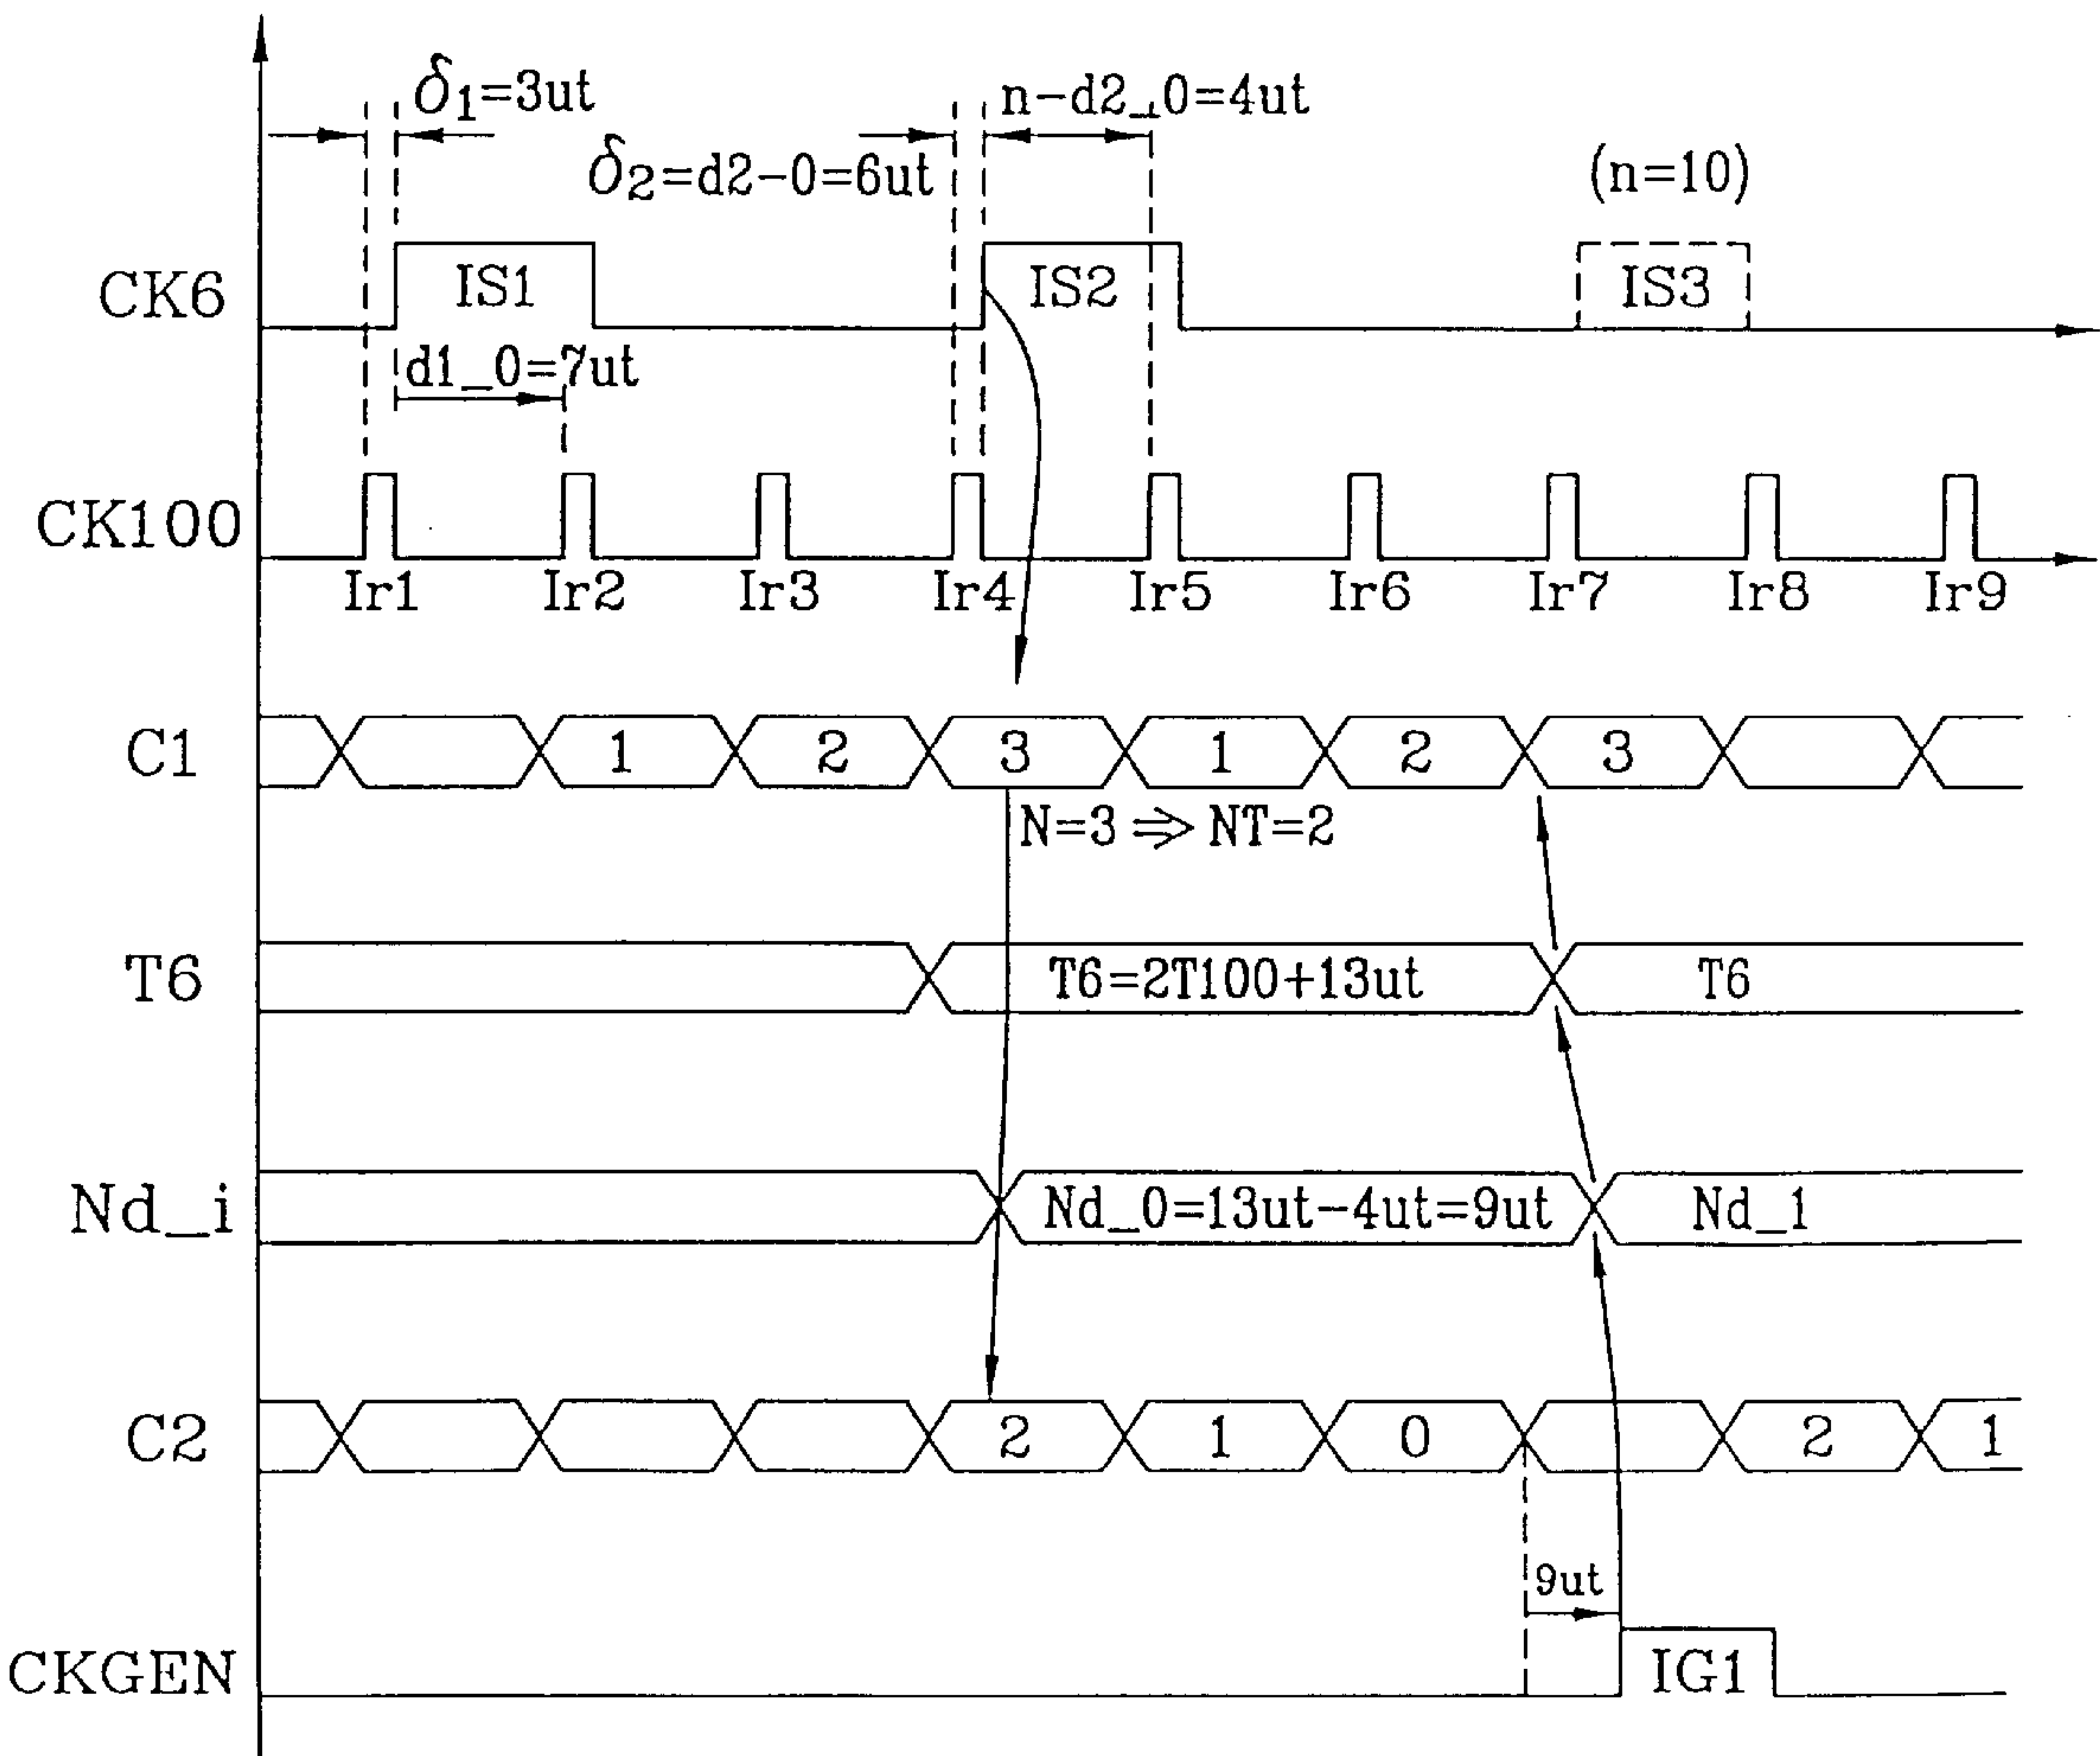 δ1=3ut
n-d2_0=4ut
δ2=d2-0=6ut
(n=10)
CK6
IS1
IS2
IS3
d1_0=7ut
CK100
Ir1
Ir2
Ir3
Ir4
Ir5
Ir6
Ir7
Ir8
Ir9
C1
1
2
3
1
2
3
N=3 ⇒ NT=2
T6
T6=2T100+13ut
T6
Nd_i
Nd_0=13ut-4ut=9ut
Nd_1
C2
2
1
0
2
1
9ut
CKGEN
IG1